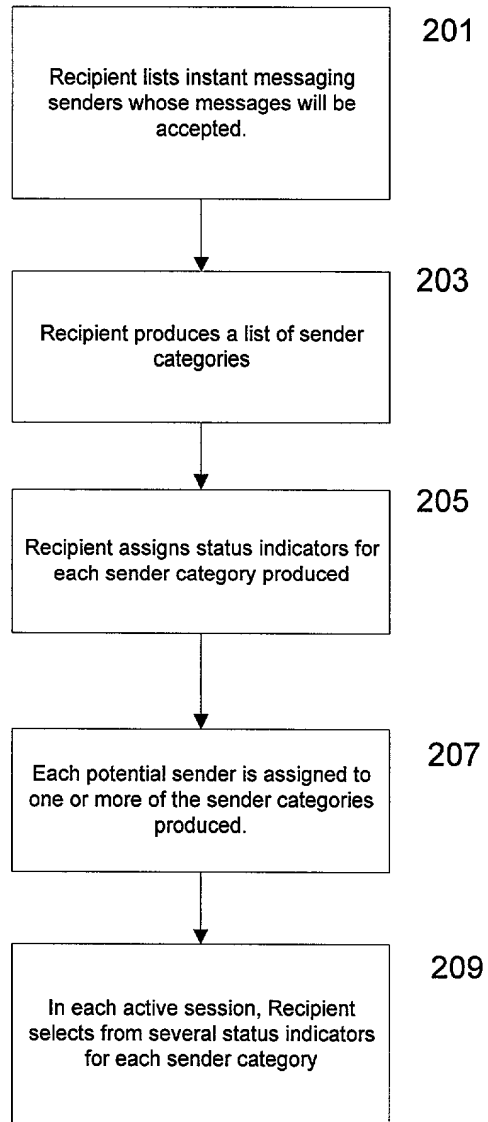 201
Recipient lists instant messaging
senders whose messages will be
accepted.
203
Recipient produces a list of sender
categories
205
Recipient assigns status indicators for
each sender category produced
207
Each potential sender is assigned to
one or more of the sender categories
produced.
209
In each active session, Recipient
selects from several status indicators
for each sender category